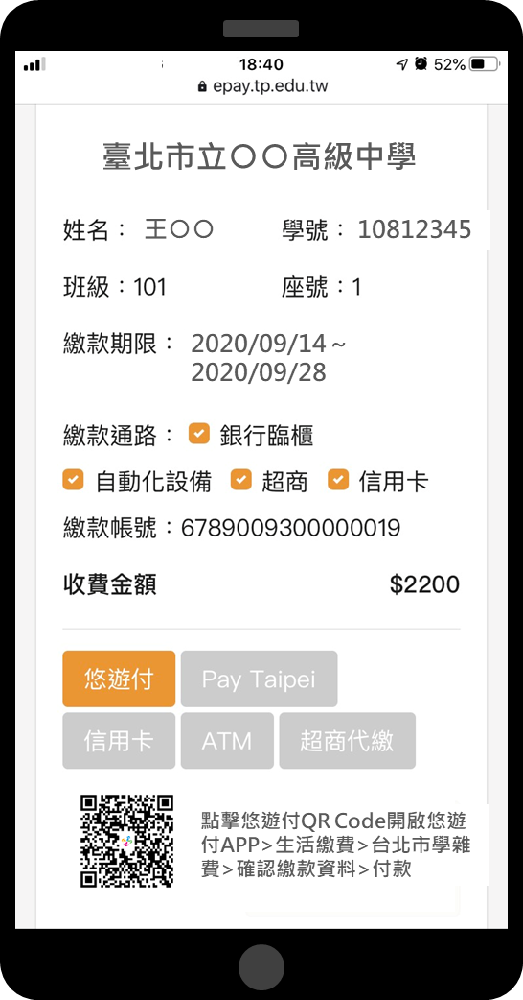 18:40
52%
epay.tp.edu.tw
臺北市立〇〇高級中學
姓名： 王〇〇 學號： 10812345
班級：101 座號：1
繳款期限： 2020/09/14～
2020/09/28
繳款通路： 銀行臨櫃
自動化設備 超商 信用卡
繳款帳號：6789009300000019
收費金額 $2200
悠遊付 Pay Taipei
信用卡 ATM 超商代繳
點擊悠遊付QR Code開啟悠遊
付APP>生活繳費>台北市學雜
費>確認繳款資料>付款